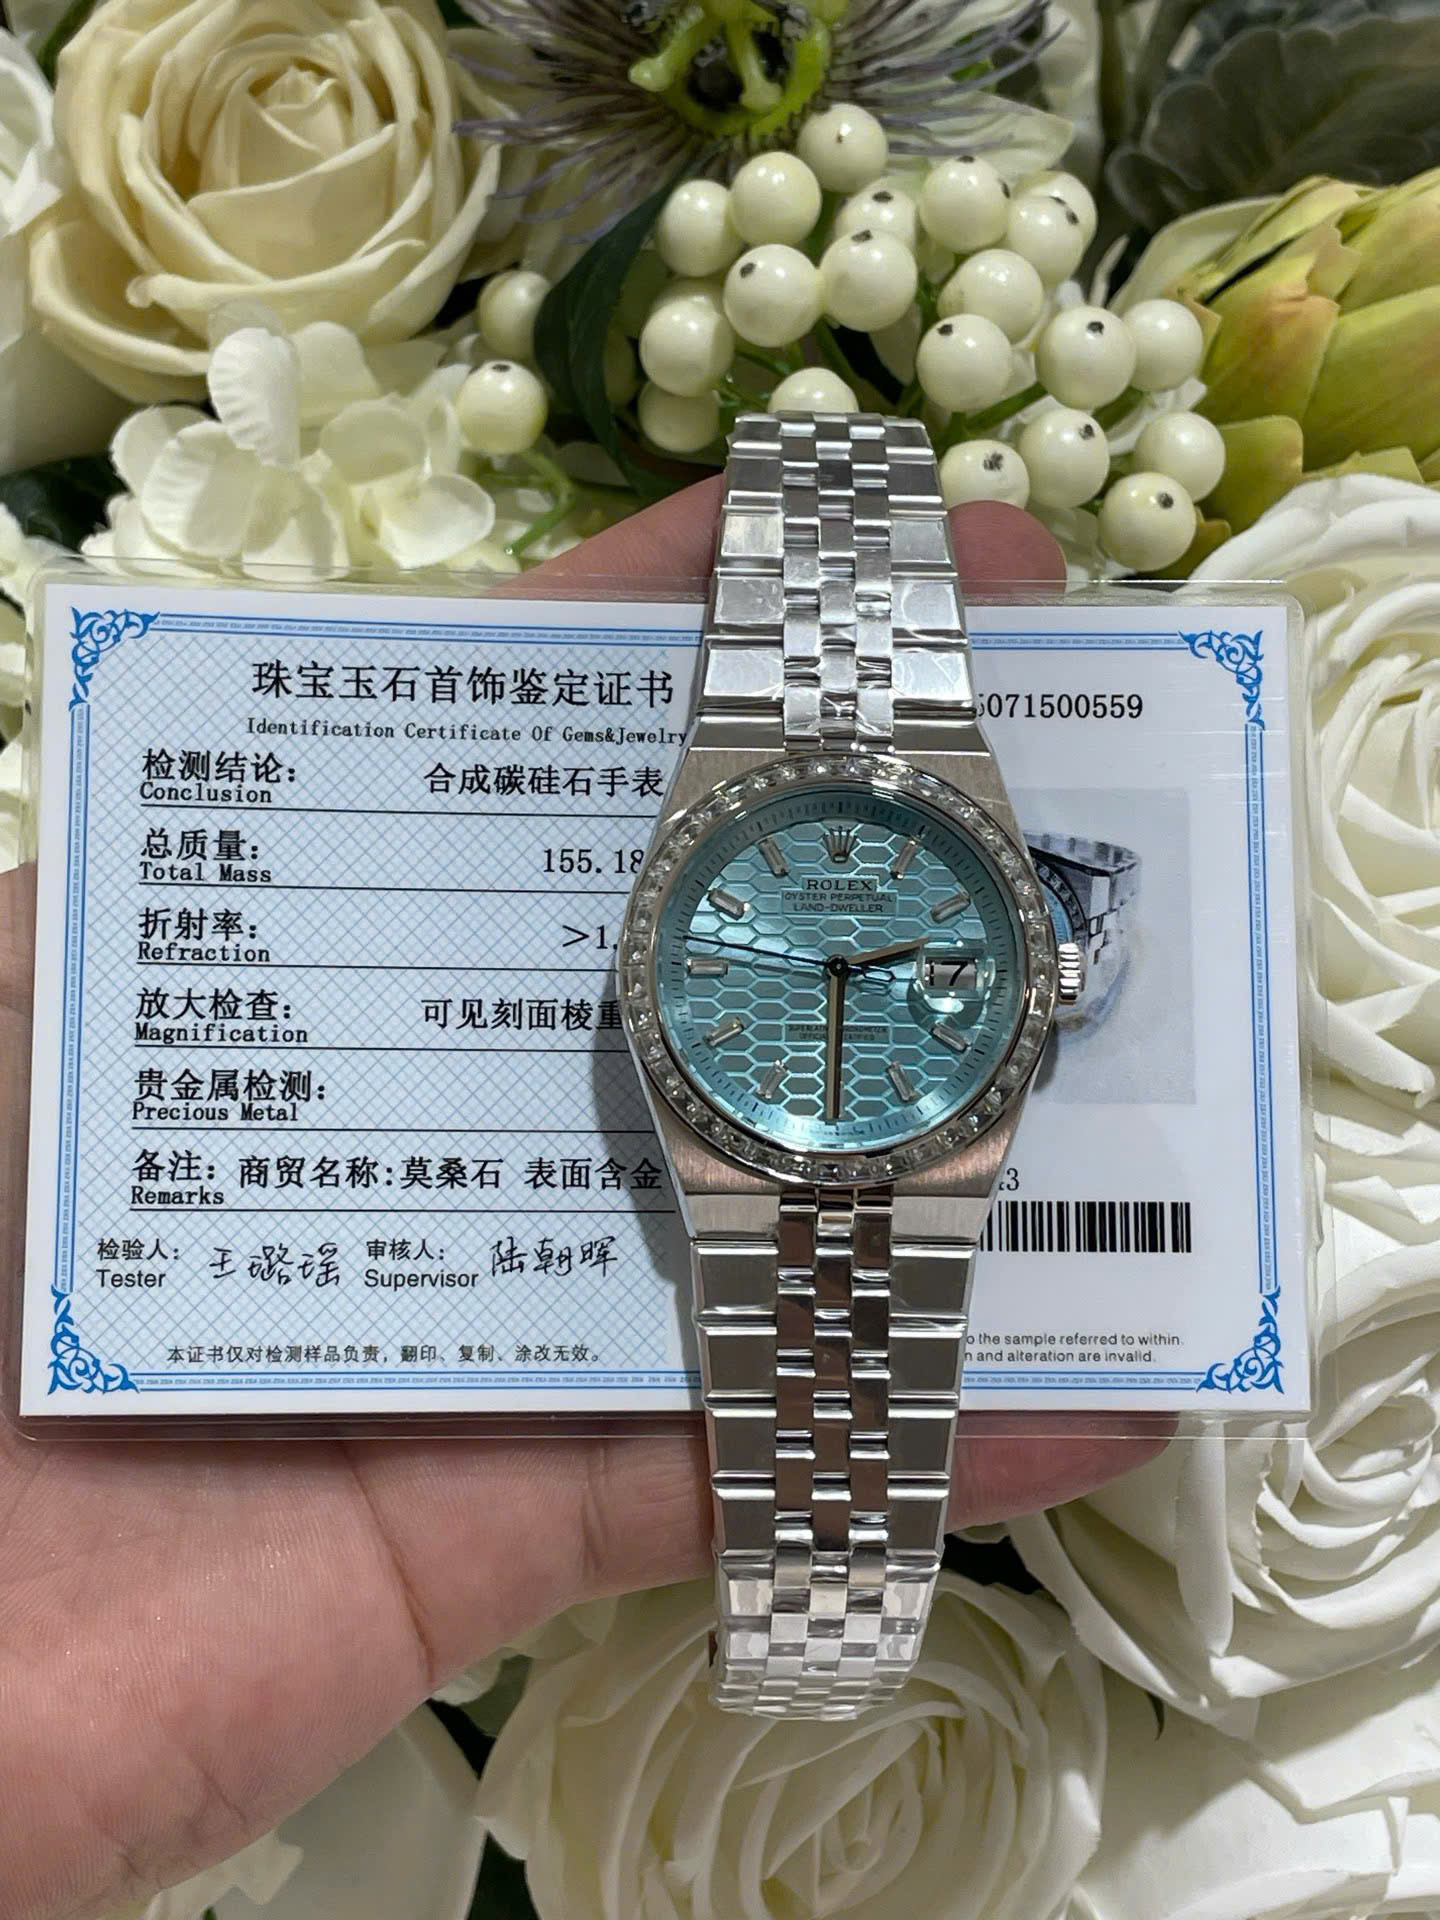 珠宝玉石首饰鉴定证书
Identification Certificate Of Gems&Jewelry
5071500559
检测结论：
Conclusion
合成碳硅石手表
总质量：
Total Mass
155.18
折射率：
Refraction
>1.
放大检查：
Magnification
可见刻面棱重
贵金属检测：
Precious Metal
备注：
Remarks
商贸名称:莫桑石 表面含金
检验人：
Tester
王璐瑶
审核人：
Supervisor
陆朝晖
本证书仅对检测样品负责，翻印、复制、涂改无效。
43
o the sample referred to within.
n and alteration are invalid.
ROLEX
OYSTER PERPETUAL
LAND-DWELLER
17